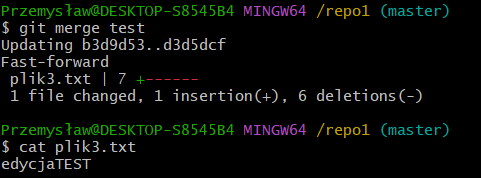 Przemysław@DESKTOP-S8545B4 MINGW64 /repo1 (master)
$ git merge test
Updating b3d9d53..d3d5dcf
Fast-forward
 plik3.txt | 7 +------
 1 file changed, 1 insertion(+), 6 deletions(-)
Przemysław@DESKTOP-S8545B4 MINGW64 /repo1 (master)
$ cat plik3.txt
edycjaTEST